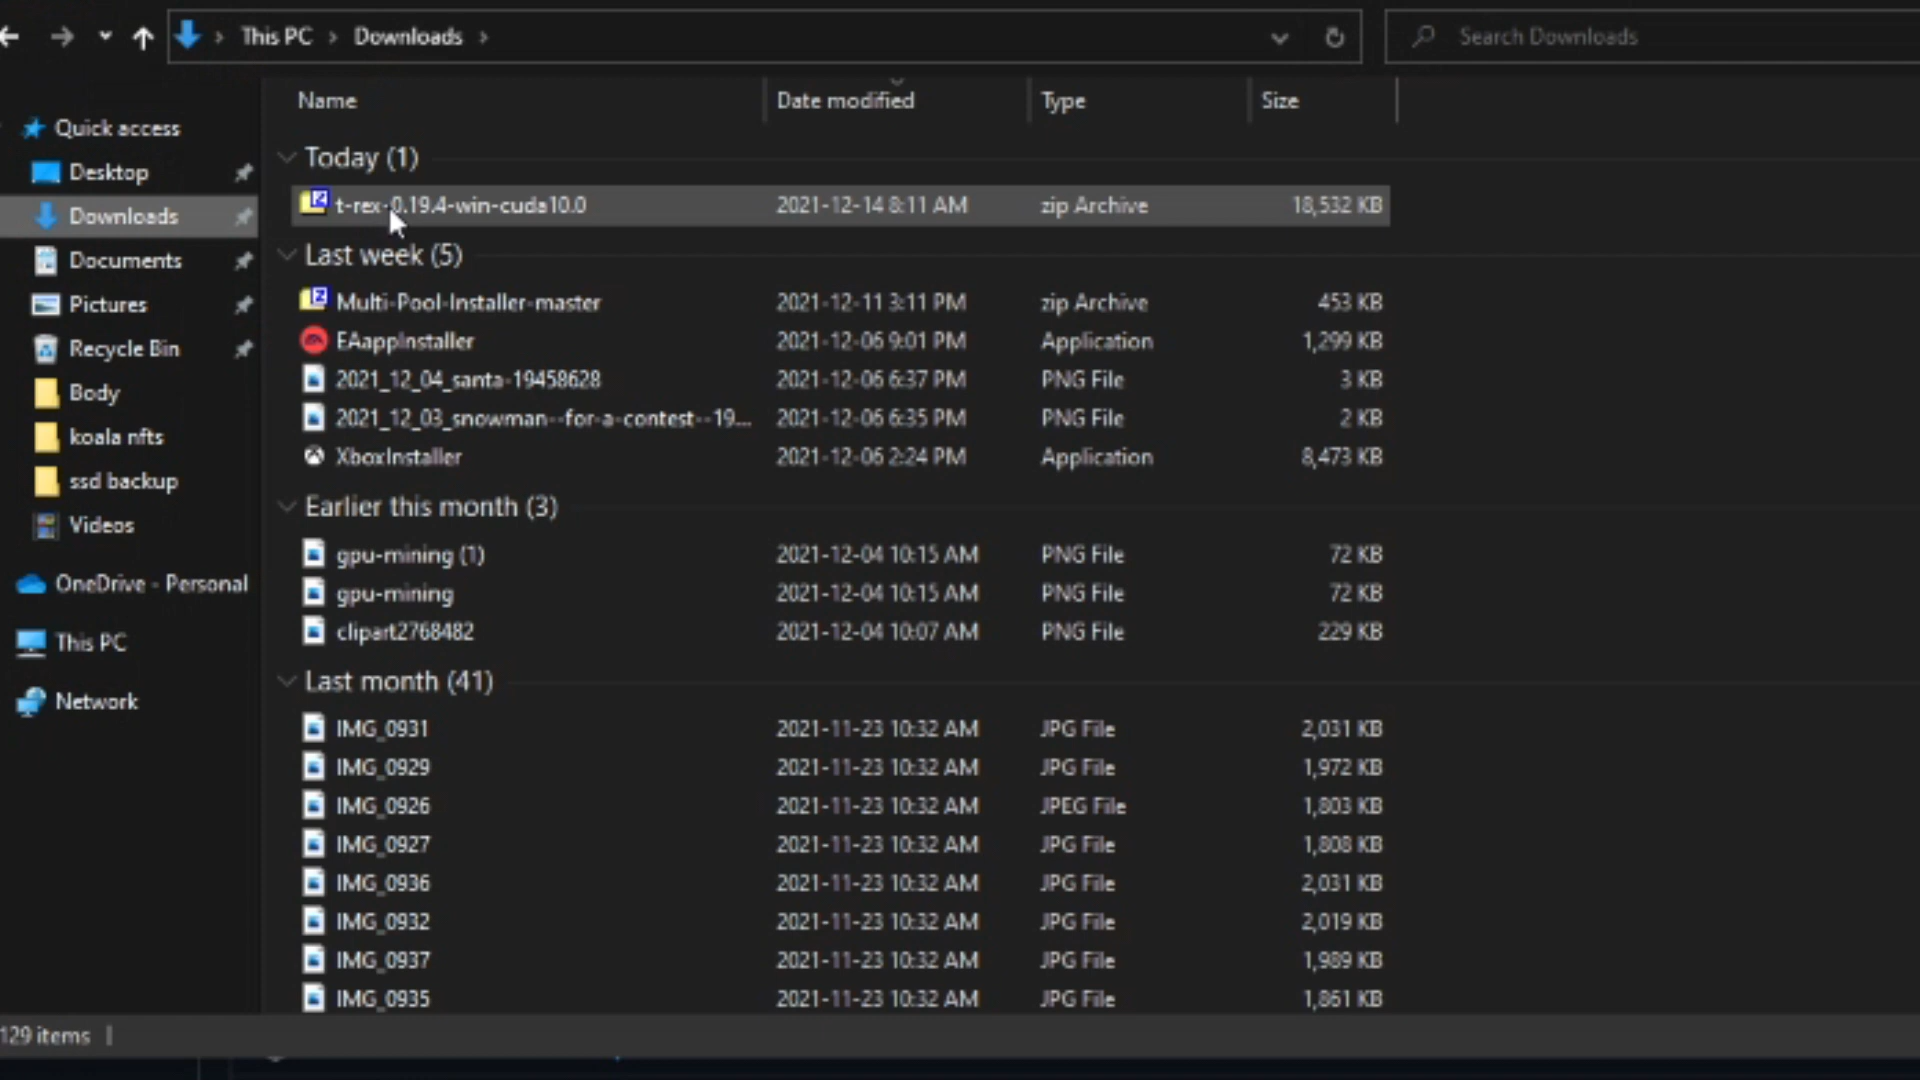 This PC > Downloads >
Search Downloads
Name Date modified Type Size
Quick access
Desktop
Downloads
Documents
Pictures
Recycle Bin
Body
koala nfts
ssd backup
Videos
OneDrive - Personal
This PC
Network
Today (1)
t-rex-0.19.4-win-cuda10.0 2021-12-14 8:11 AM zip Archive 18,532 KB
Last week (5)
Multi-Pool-Installer-master 2021-12-11 3:11 PM zip Archive 453 KB
EAappInstaller 2021-12-06 9:01 PM Application 1,299 KB
2021_12_04_santa-19458628 2021-12-06 6:37 PM PNG File 3 KB
2021_12_03_snowman--for-a-contest--19... 2021-12-06 6:35 PM PNG File 2 KB
XboxInstaller 2021-12-06 2:24 PM Application 8,473 KB
Earlier this month (3)
gpu-mining (1) 2021-12-04 10:15 AM PNG File 72 KB
gpu-mining 2021-12-04 10:15 AM PNG File 72 KB
clipart2768482 2021-12-04 10:07 AM PNG File 229 KB
Last month (41)
IMG_0931 2021-11-23 10:32 AM JPG File 2,031 KB
IMG_0929 2021-11-23 10:32 AM JPG File 1,972 KB
IMG_0926 2021-11-23 10:32 AM JPEG File 1,803 KB
IMG_0927 2021-11-23 10:32 AM JPG File 1,808 KB
IMG_0936 2021-11-23 10:32 AM JPG File 2,031 KB
IMG_0932 2021-11-23 10:32 AM JPG File 2,019 KB
IMG_0937 2021-11-23 10:32 AM JPG File 1,989 KB
IMG_0935 2021-11-23 10:32 AM JPG File 1,861 KB
129 items